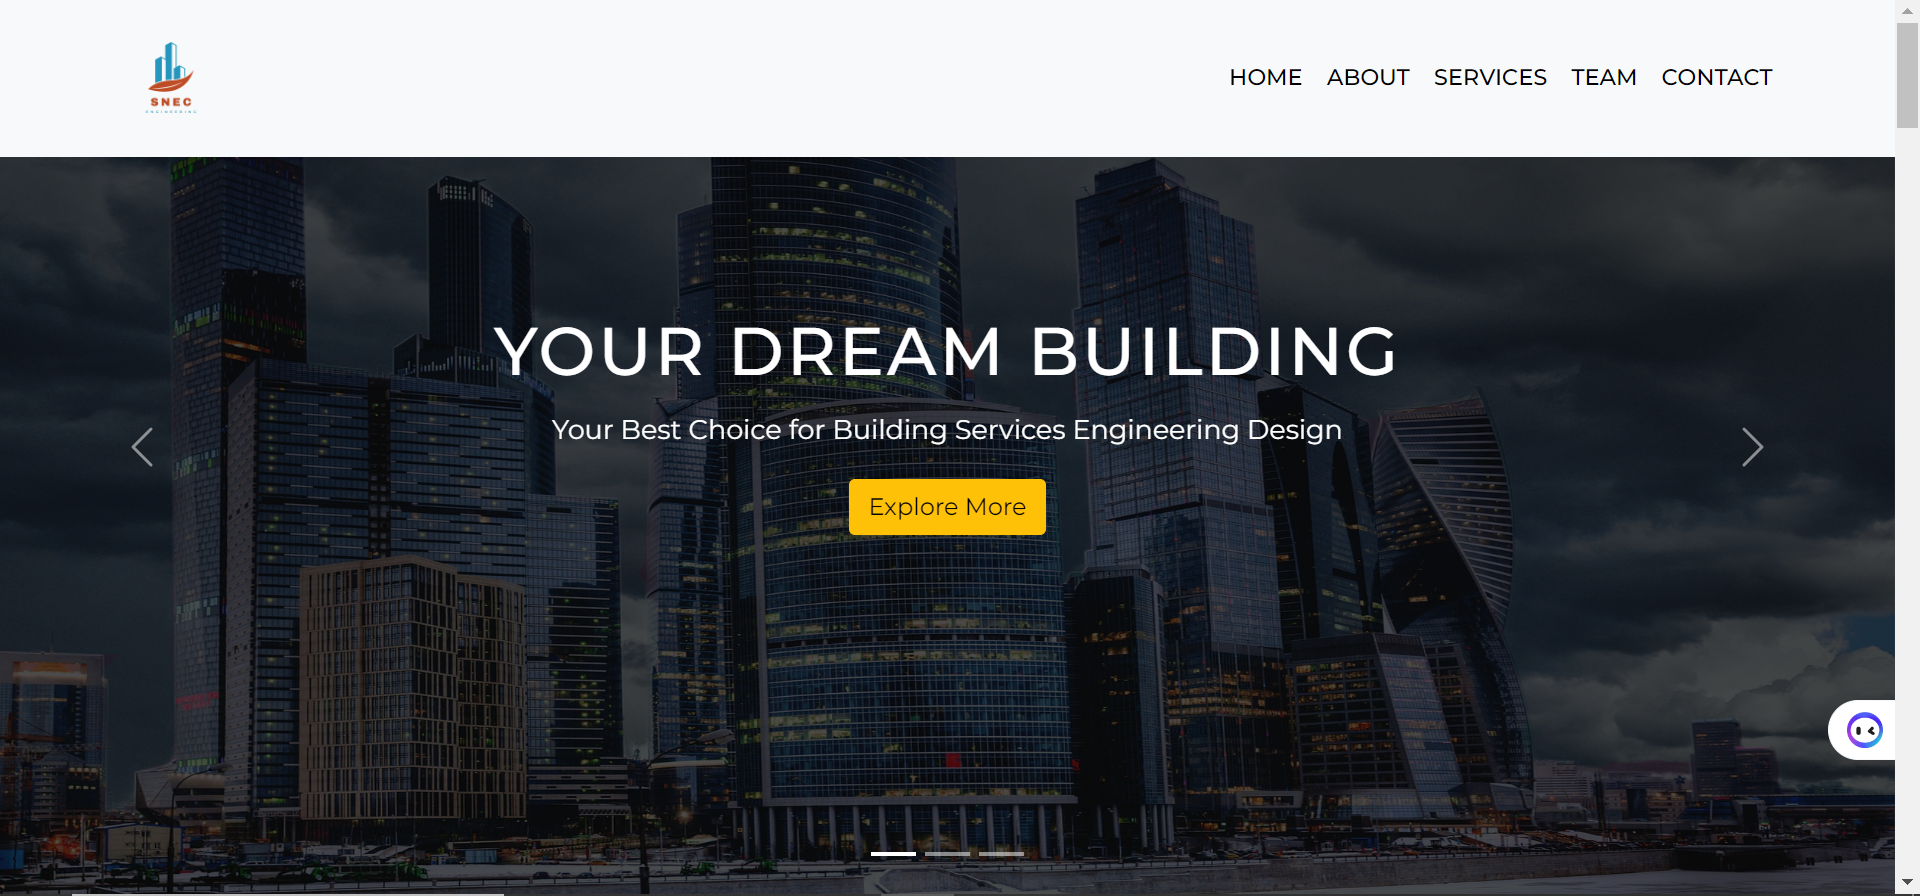 SNEC
ENGINEERING
HOME ABOUT SERVICES TEAM CONTACT
YOUR DREAM BUILDING
Your Best Choice for Building Services Engineering Design
Explore More